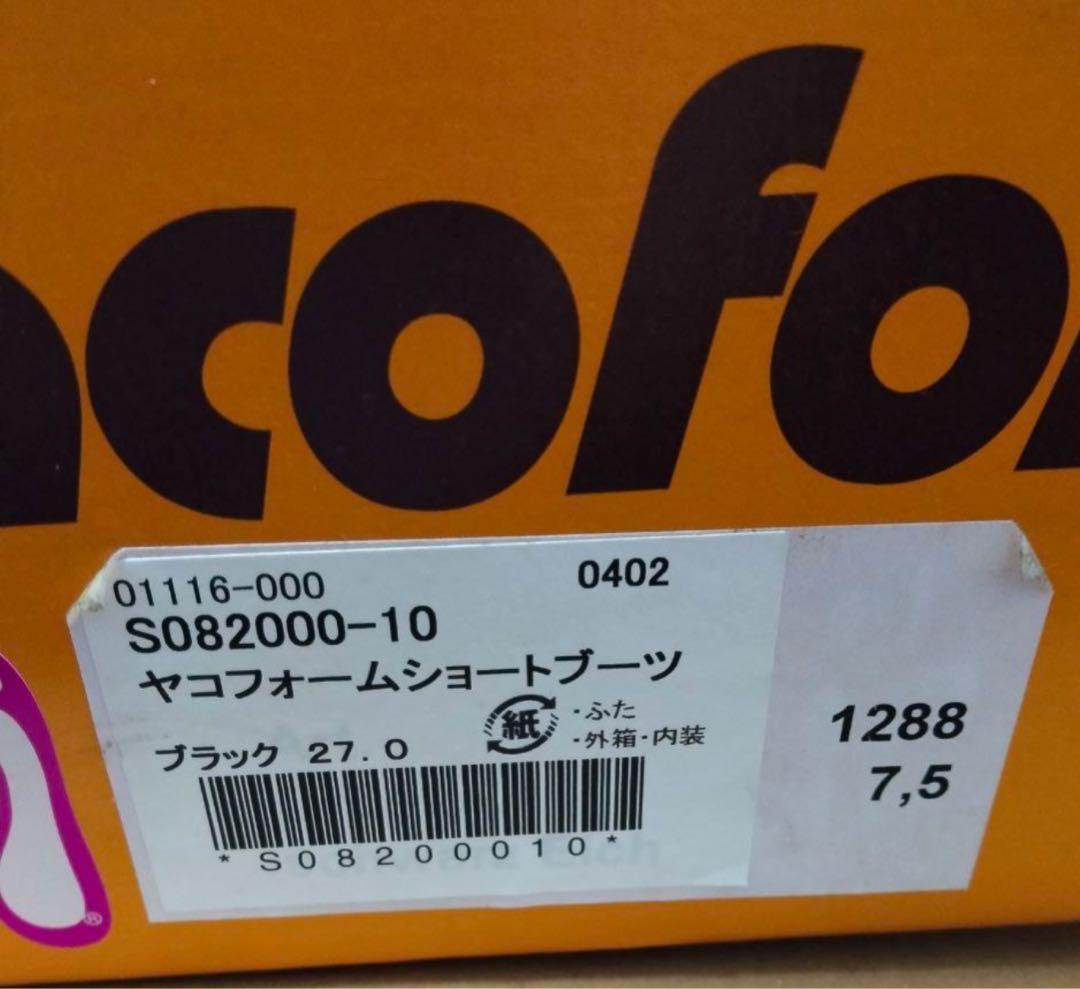 acofor
01116-000 0402
S082000-10
ヤコフォームショートブーツ
紙 ・ふた
・外箱・内装
ブラック 27.0
*S08200010*
1288
7,5
®